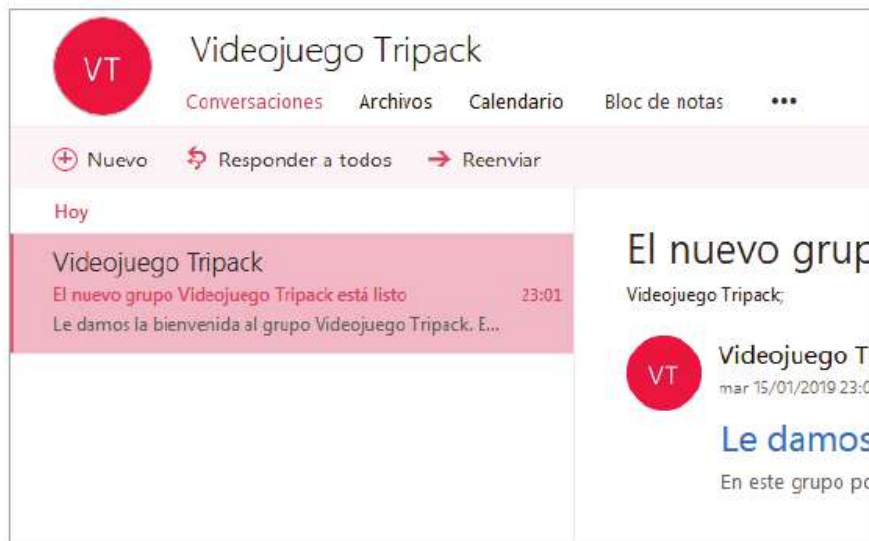 VT
Videojuego Tripack
Conversaciones Archivos Calendario Bloc de notas •••
Nuevo Responder a todos Reenviar
Hoy
Videojuego Tripack
El nuevo grupo Videojuego Tripack está listo 23:01
Le damos la bienvenida al grupo Videojuego Tripack. E...
El nuevo grup
Videojuego Tripack;
VT
Videojuego T
mar 15/01/2019 23:0
Le damos
En este grupo po